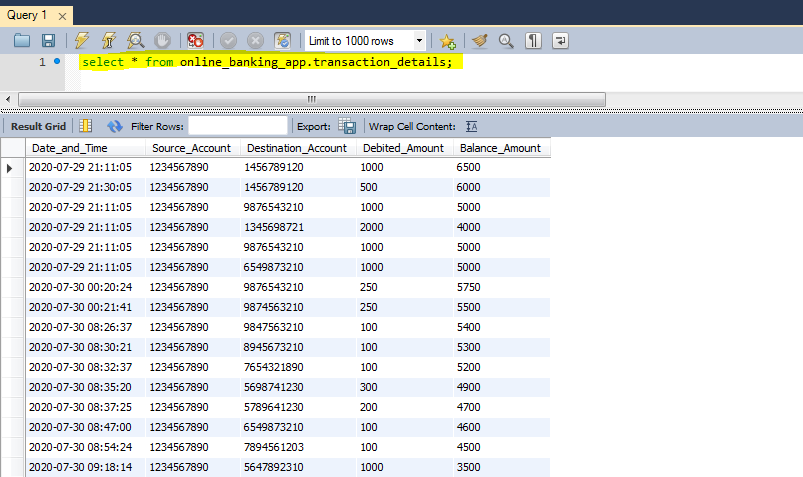 Query 1
Limit to 1000 rows
1 select * from online_banking_app.transaction_details;
Result Grid Filter Rows: Export: Wrap Cell Content:
Date_and_Time Source_Account Destination_Account Debited_Amount Balance_Amount
2020-07-29 21:11:05 1234567890 1456789120 1000 6500
2020-07-29 21:30:05 1234567890 1456789120 500 6000
2020-07-29 21:11:05 1234567890 9876543210 1000 5000
2020-07-29 21:11:05 1234567890 1345698721 2000 4000
2020-07-29 21:11:05 1234567890 9876543210 1000 5000
2020-07-29 21:11:05 1234567890 6549873210 1000 5000
2020-07-30 00:20:24 1234567890 9876543210 250 5750
2020-07-30 00:21:41 1234567890 9874563210 250 5500
2020-07-30 08:26:37 1234567890 9847563210 100 5400
2020-07-30 08:30:21 1234567890 8945673210 100 5300
2020-07-30 08:32:37 1234567890 7654321890 100 5200
2020-07-30 08:35:20 1234567890 5698741230 300 4900
2020-07-30 08:37:25 1234567890 5789641230 200 4700
2020-07-30 08:47:00 1234567890 6549873210 100 4600
2020-07-30 08:54:24 1234567890 7894561203 100 4500
2020-07-30 09:18:14 1234567890 5647892310 1000 3500